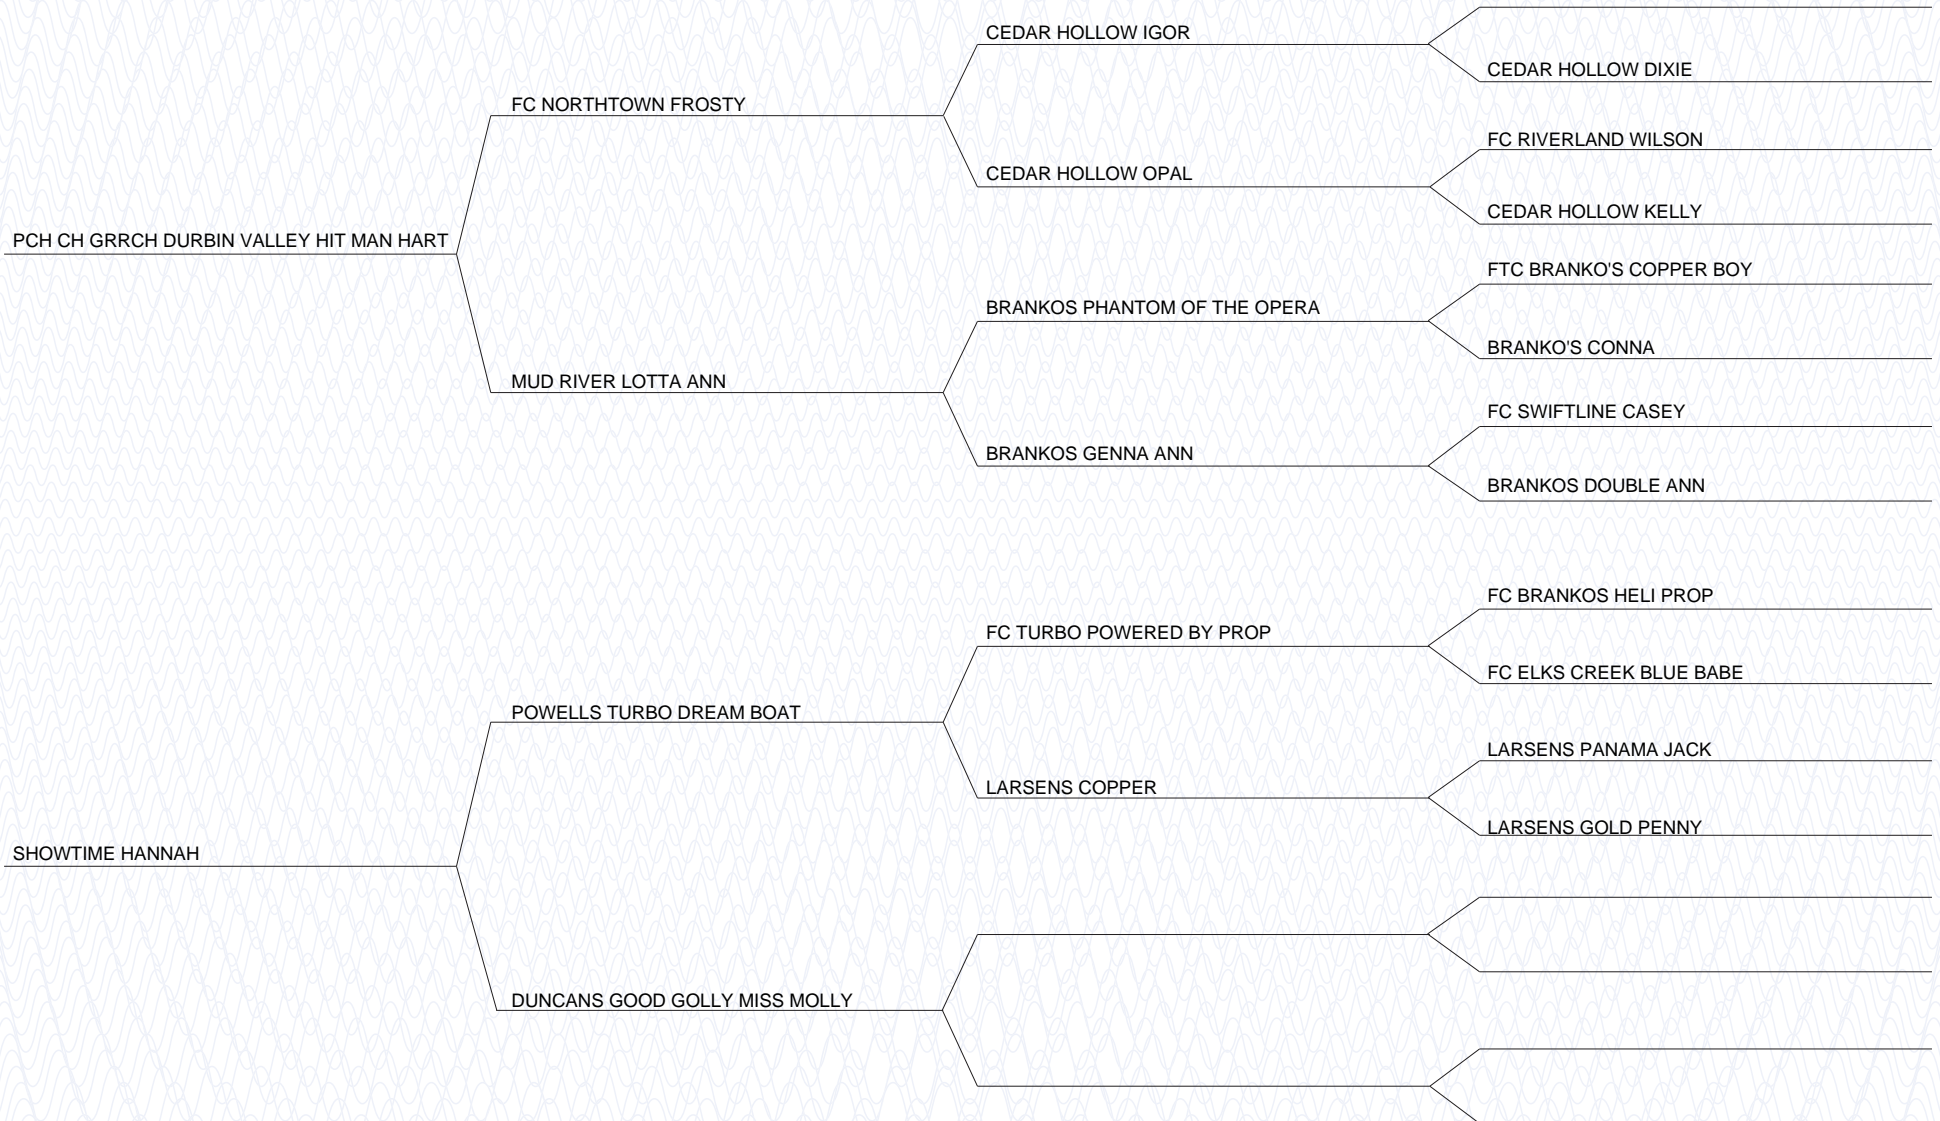 CEDAR HOLLOW IGOR
CEDAR HOLLOW DIXIE
FC NORTHTOWN FROSTY
FC RIVERLAND WILSON
CEDAR HOLLOW OPAL
CEDAR HOLLOW KELLY
PCH CH GRRCH DURBIN VALLEY HIT MAN HART
FTC BRANKO'S COPPER BOY
BRANKOS PHANTOM OF THE OPERA
BRANKO'S CONNA
MUD RIVER LOTTA ANN
FC SWIFTLINE CASEY
BRANKOS GENNA ANN
BRANKOS DOUBLE ANN
FC BRANKOS HELI PROP
FC TURBO POWERED BY PROP
FC ELKS CREEK BLUE BABE
POWELLS TURBO DREAM BOAT
LARSENS PANAMA JACK
LARSENS COPPER
LARSENS GOLD PENNY
SHOWTIME HANNAH
DUNCANS GOOD GOLLY MISS MOLLY